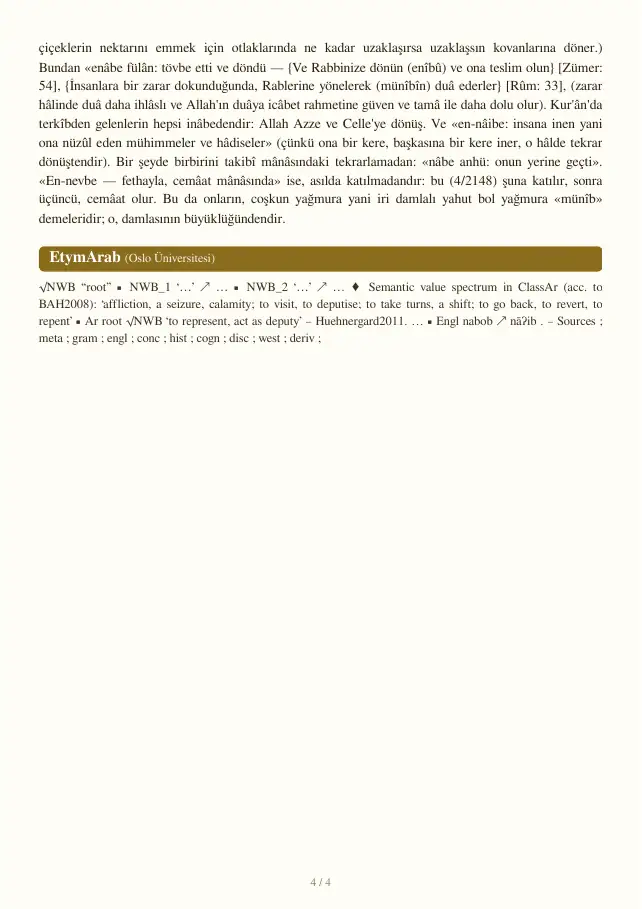 çiçeklerin nektarını emmek için otlaklarında ne kadar uzaklaşırsa uzaklaşsın kovanlarına döner.)
Bundan «enâbe fülân: tövbe etti ve döndü — {Ve Rabbinize dönün (enîbû) ve ona teslim olun} [Zümer:
54], {İnsanlara bir zarar dokunduğunda, Rablerine yönelerek (münîbîn) duâ ederler} [Rûm: 33], (zarar
hâlinde duâ daha ihlâslı ve Allah'ın duâya icâbet rahmetine güven ve tamâ ile daha dolu olur). Kur'ân'da
terkîbden gelenlerin hepsi inâbedendir: Allah Azze ve Celle'ye dönüş. Ve «en-nâibe: insana inen yani
ona nüzûl eden mühimmeler ve hâdiseler» (çünkü ona bir kere, başkasına bir kere iner, o hâlde tekrar
dönüştendir). Bir şeyde birbirini takibî mânâsındaki tekrarlamadan: «nâbe anhü: onun yerine geçti».
«En-nevbe — fethayla, cemâat mânâsında» ise, asılda katılmadandır: bu (4/2148) şuna katılır, sonra
üçüncü, cemâat olur. Bu da onların, coşkun yağmura yani iri damlalı yahut bol yağmura «münîb»
demeleridir; o, damlasının büyüklüğündendir.
EtymArab (Oslo Üniversitesi)
√NWB “root” ▪ NWB_1 ‘…’ ↗ … ▪ NWB_2 ‘…’ ↗ … ♦ Semantic value spectrum in ClassAr (acc. to
BAH2008): ‘affliction, a seizure, calamity; to visit, to deputise; to take turns, a shift; to go back, to revert, to
repent’ ▪ Ar root √NWB ‘to represent, act as deputy’ – Huehnergard2011. … ▪ Engl nabob ↗ nāʔib . – Sources ;
meta ; gram ; engl ; conc ; hist ; cogn ; disc ; west ; deriv ;
4 / 4